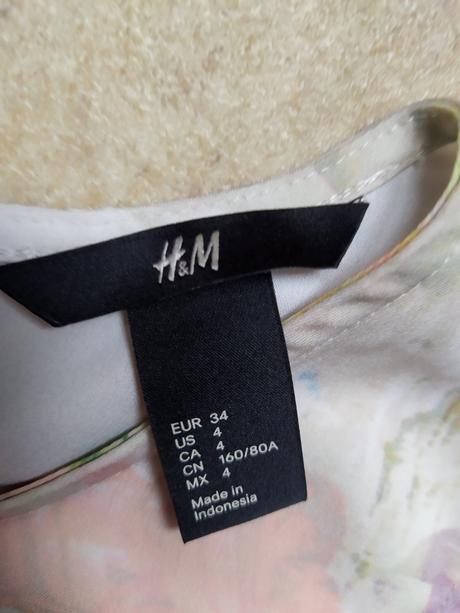 H&M
EUR 34
US 4
CA 4
CN 160/80A
MX 4
Made in
Indonesia